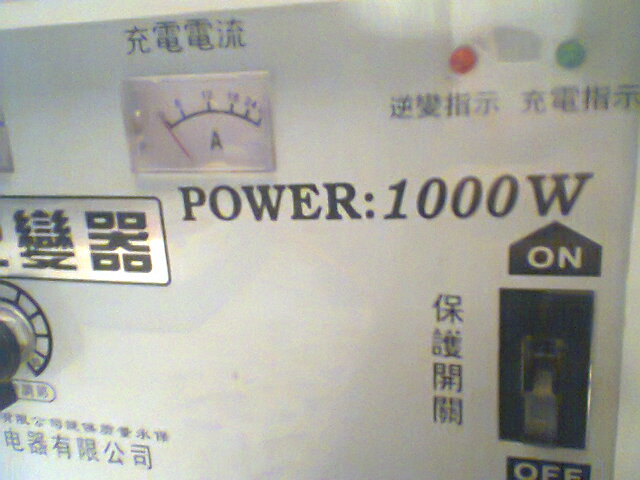 充電電流
逆變指示 充電指示
A
POWER:1000W
變器
ON
保護開關
电器有限公司
OFF